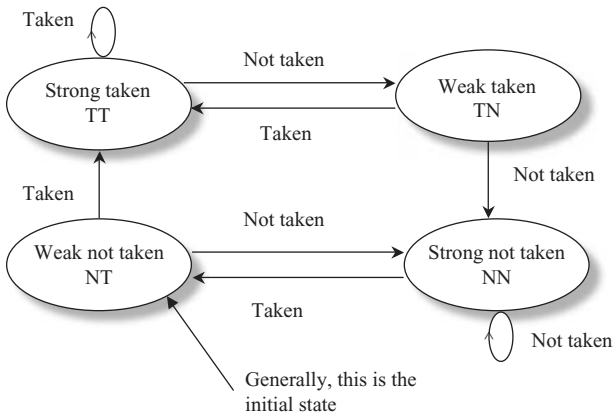 Taken
Not taken
Strong taken
TT
Weak taken
TN
Taken
Taken
Not taken
Not taken
Weak not taken
NT
Strong not taken
NN
Taken
Not taken
Generally, this is the
initial state